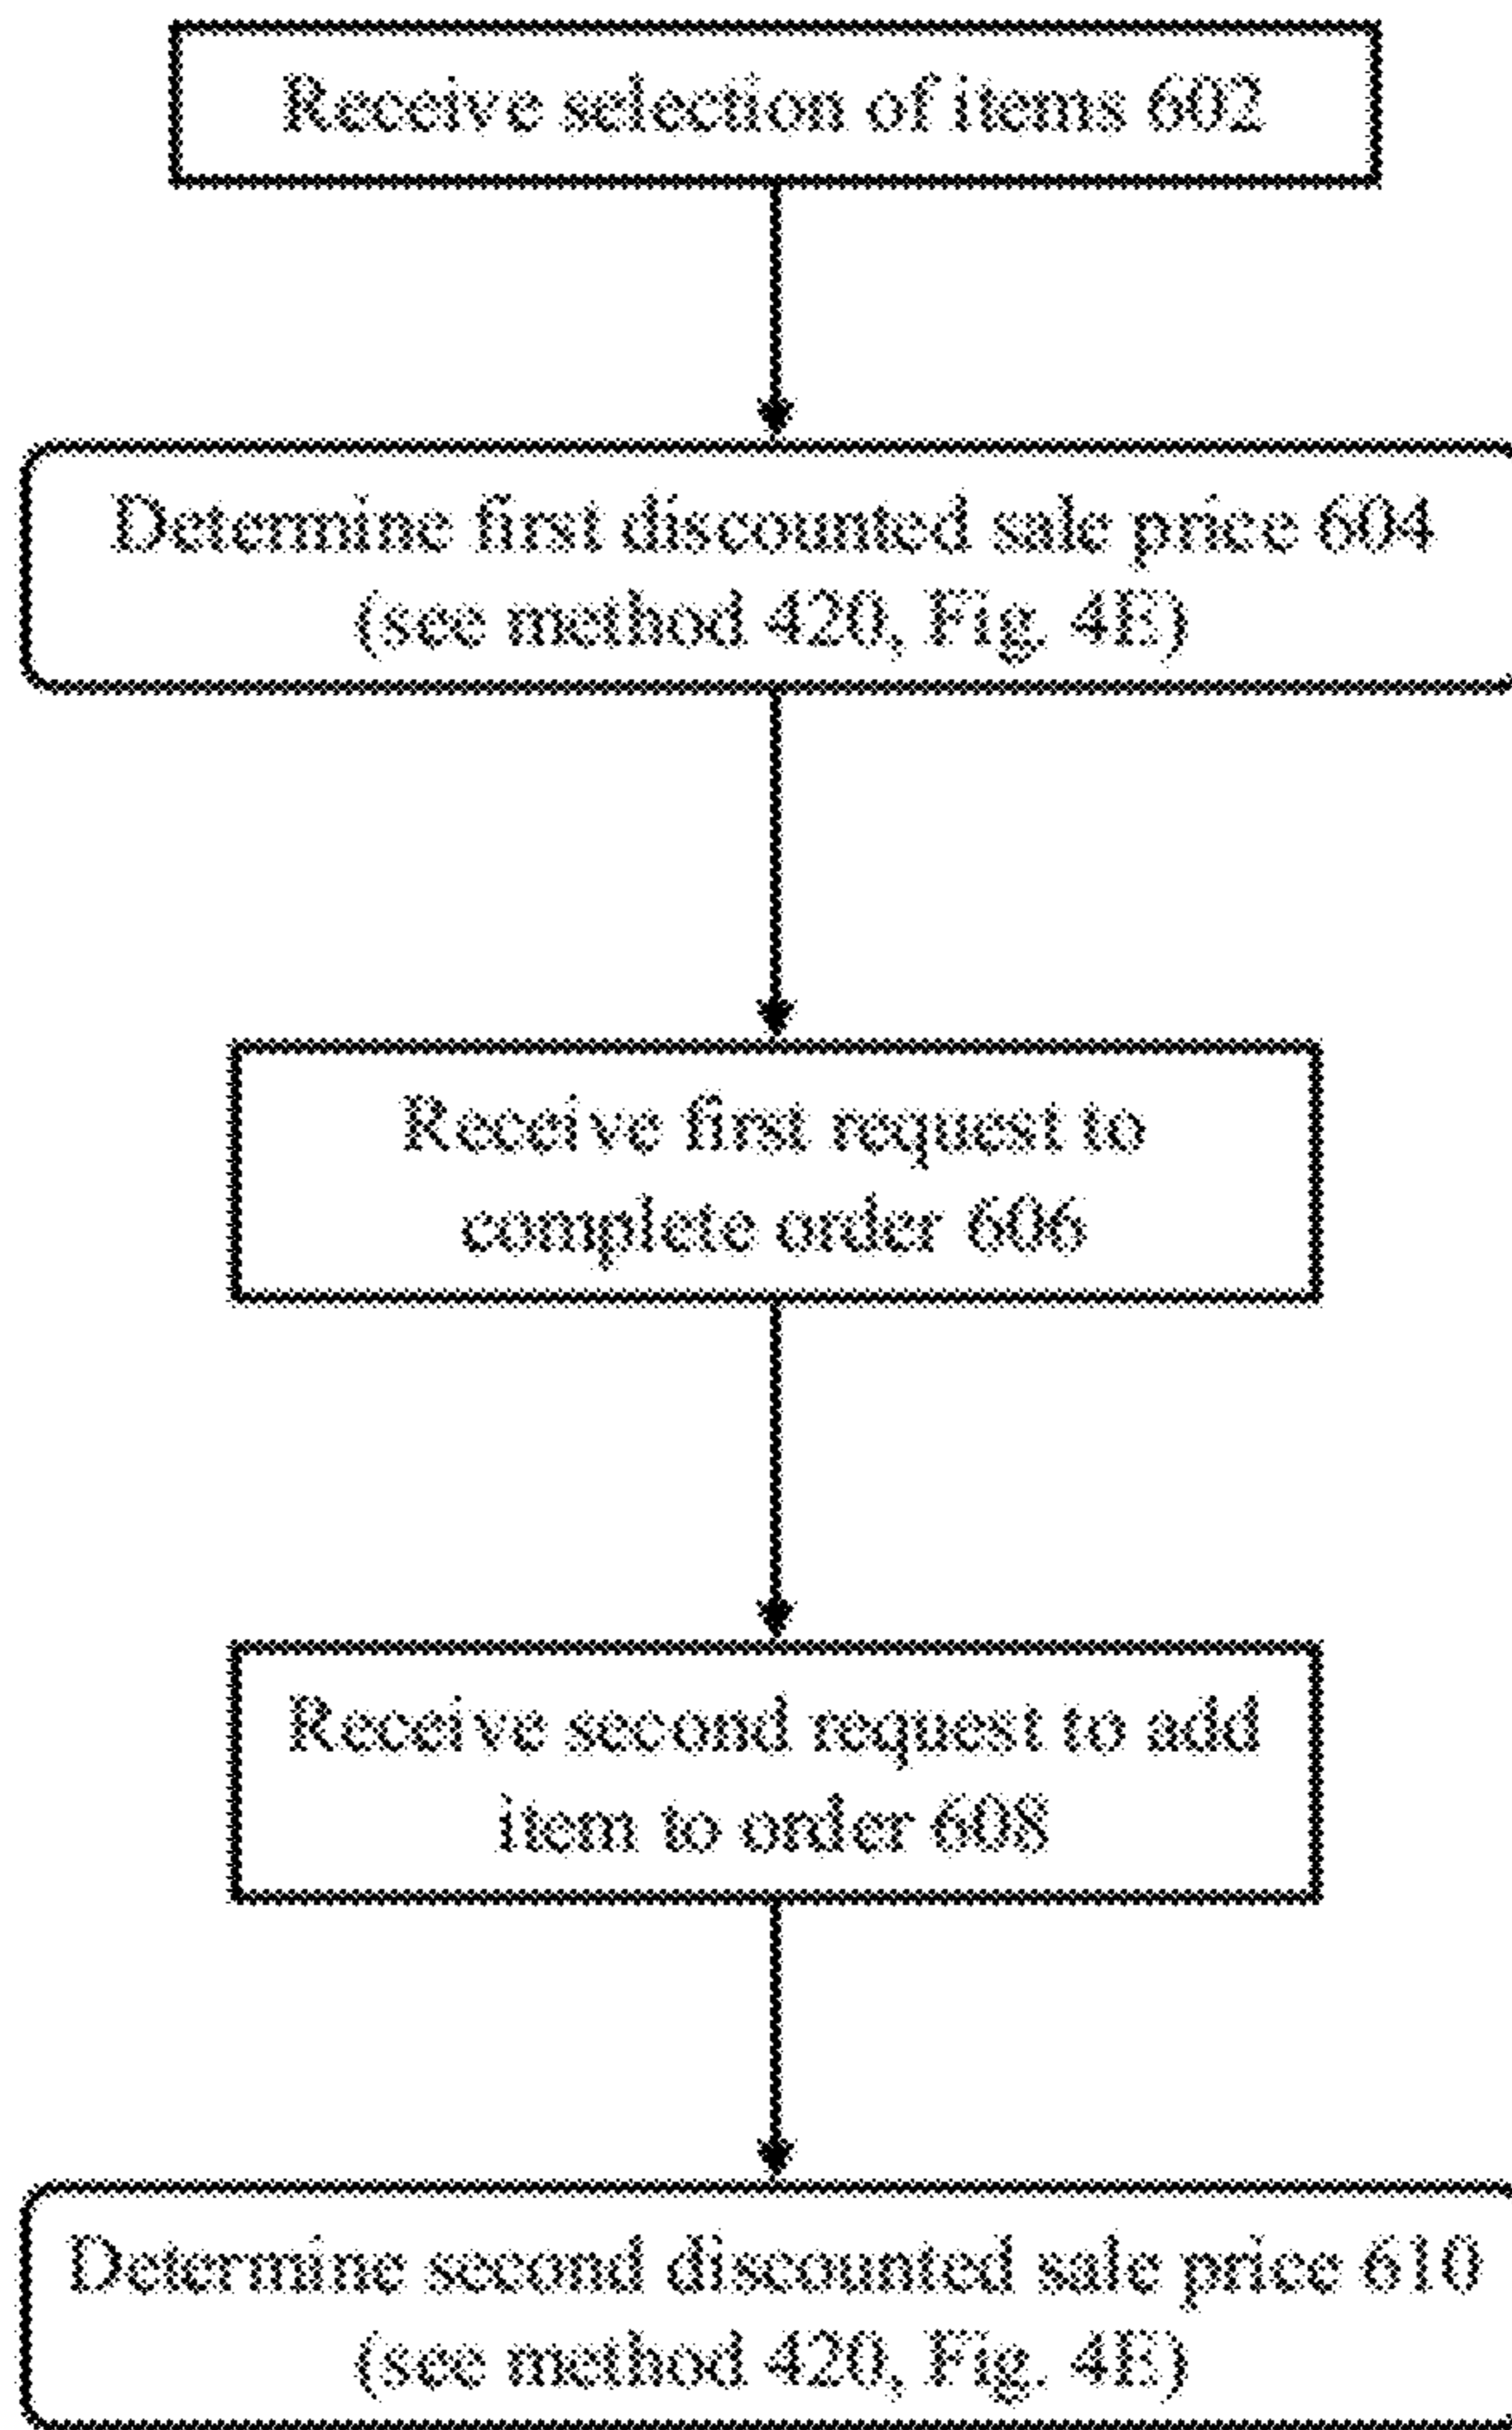 Receive selection of items 602
Determine first discounted sale price 604
(see method 420, Fig. 4E)
Receive first request to
complete order 606
Receive second request to add
item to order 608
Determine second discounted sale price 610
(see method 420, Fig. 4E)